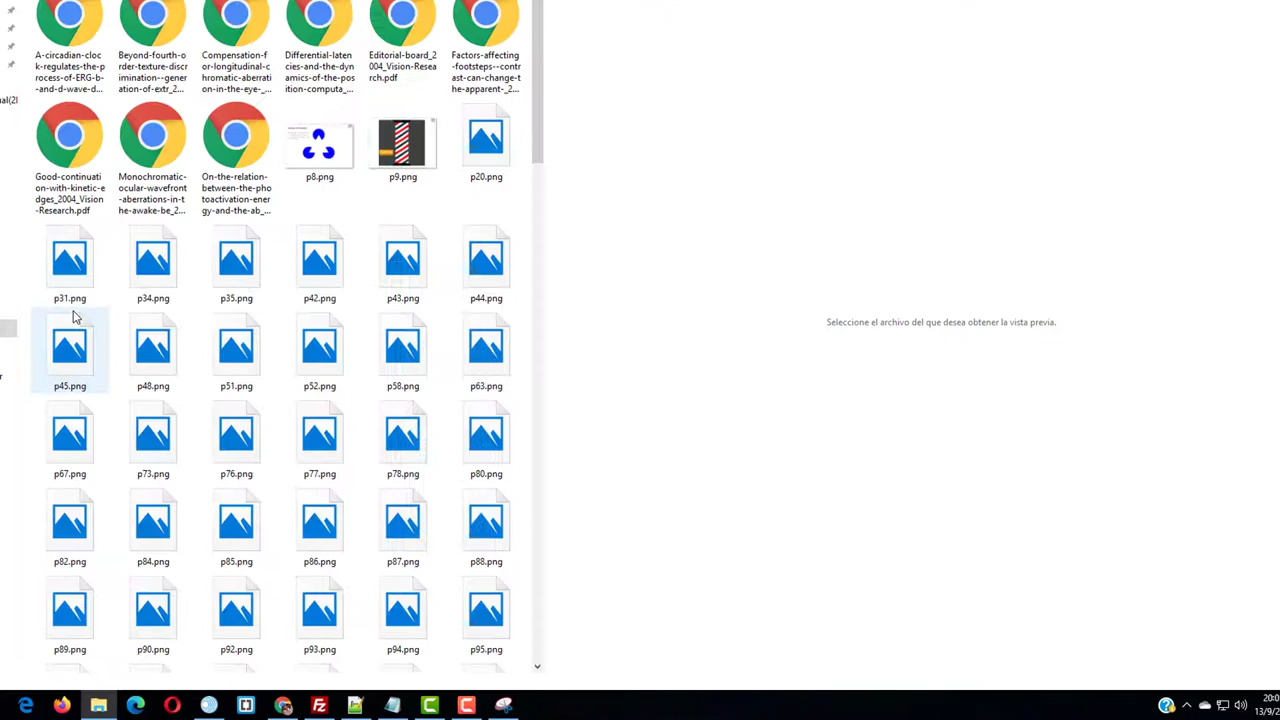 A-circadian-cloc
k-regulates-the-p
rocess-of-ERG-b-
and-d-wave-d...
Beyond-fourth-o
rder-texture-discr
imination--gener
ation-of-extr_2...
Compensation-f
or-longitudinal-c
hromatic-aberrati
on-in-the-eye-_...
Differential-laten
cies-and-the-dy
namics-of-the-pos
ition-computa_...
Editorial-board_2
004_Vision-Resea
rch.pdf
Factors-affecting
-footsteps--contr
ast-can-change-t
he-apparent-_2...
Good-continuati
on-with-kinetic-e
dges_2004_Vision
-Research.pdf
Monochromatic-
ocular-wavefront-
aberrations-in-t
he-awake-be_2...
On-the-relation-
between-the-pho
toactivation-ener
gy-and-the-ab_...
p8.png
p9.png
p20.png
p31.png
p34.png
p35.png
p42.png
p43.png
p44.png
p45.png
p48.png
p51.png
p52.png
p58.png
p63.png
p67.png
p73.png
p76.png
p77.png
p78.png
p80.png
p82.png
p84.png
p85.png
p86.png
p87.png
p88.png
p89.png
p90.png
p92.png
p93.png
p94.png
p95.png
Seleccione el archivo del que desea obtener la vista previa.
20:0
13/9/2